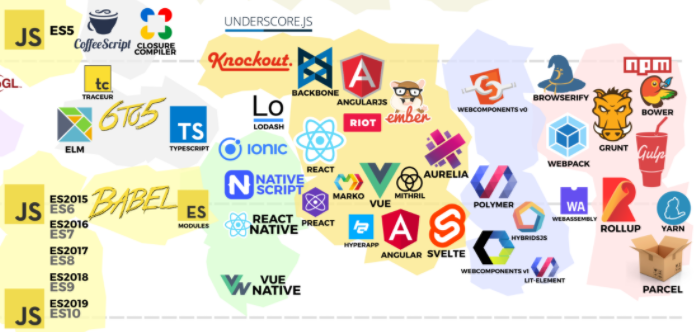 JS ES5
CoffeeScript
CLOSURE
COMPILER
UNDERSCORE.JS
Knockout.
BACKBONE
ANGULARJS
ember
WEBCOMPONENTS v0
BROWSERIFY
npm
BOWER
GRUNT
Gulp
GL.
tc
TRACEUR
6to5
ELM
TS
TYPESCRIPT
Lo
LODASH
RIOT
ionic
REACT
AURELIA
WEBPACK
JS
ES2015
ES6
ES2016
ES7
ES2017
ES8
ES2018
ES9
ES2019
ES10
JS
BABEL
ES
MODULES
N NATIVE
SCRIPT
REACT
NATIVE
VUE
NATIVE
PREACT
MARKO
VUE
MITHRIL
HYPERAPP
ANGULAR
SVELTE
POLYMER
HYBRIDSJS
WEBCOMPONENTS v1
LIT-ELEMENT
WA
WEBASSEMBLY
ROLLUP
YARN
PARCEL